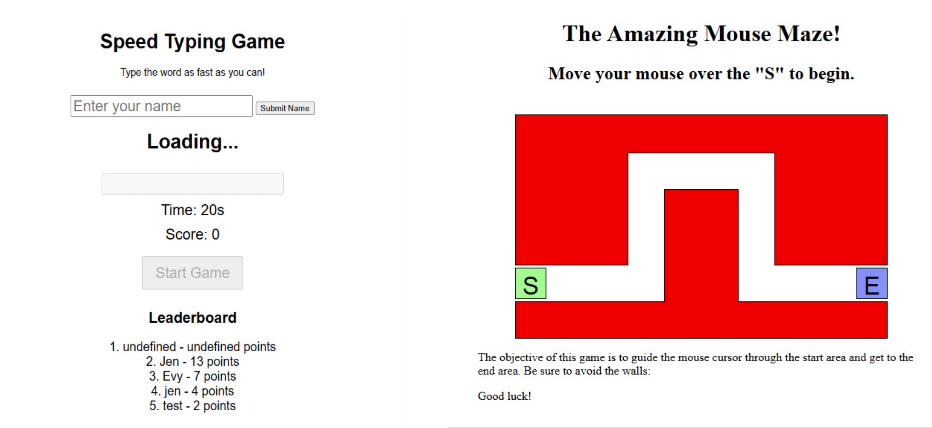 Speed Typing Game
Type the word as fast as you can!
Enter your name
Submit Name
Loading...
Time: 20s
Score: 0
Start Game
Leaderboard
1. undefined - undefined points
2. Jen - 13 points
3. Evy - 7 points
4. jen - 4 points
5. test - 2 points
The Amazing Mouse Maze!
Move your mouse over the "S" to begin.
S
E
The objective of this game is to guide the mouse cursor through the start area and get to the
end area. Be sure to avoid the walls:
Good luck!